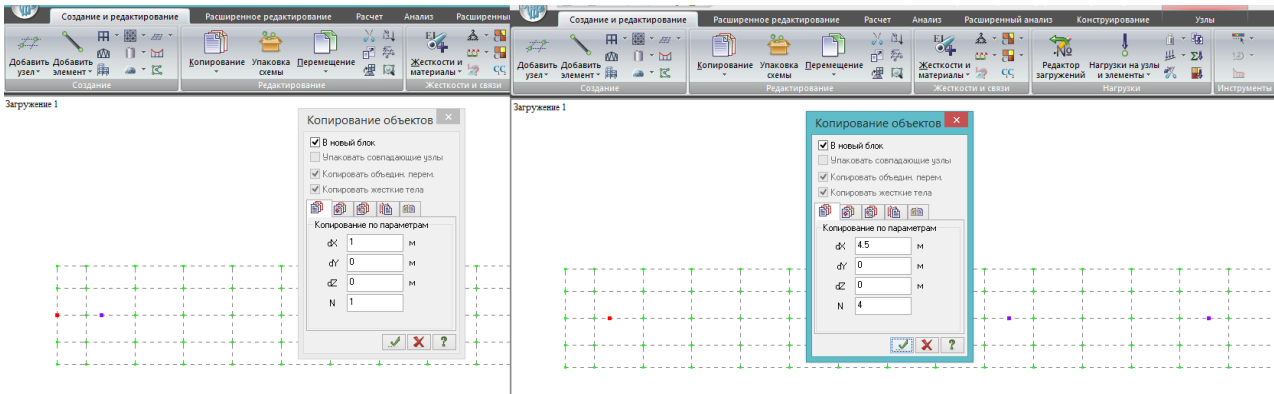 Создание и редактирование Расширенное редактирование Расчет Анализ Расширенны
Добавить узел Добавить элемент
Копирование Упаковка схемы Перемещение
Жесткости и материалы
Создание Редактирование Жесткости и связи
Загружение 1
Копирование объектов
В новый блок
Упаковать совпадающие узлы
Копировать объедин. перем.
Копировать жесткие тела
Копирование по параметрам
dX 1 м
dY 0 м
dZ 0 м
N 1
Создание и редактирование Расширенное редактирование Расчет Анализ Расширенный анализ Конструирование Узлы
Добавить узел Добавить элемент
Копирование Упаковка схемы Перемещение
Жесткости и материалы
Редактор загружений Нагрузки на узлы и элементы
Создание Редактирование Жесткости и связи Нагрузки Инструменты
Загружение 1
Копирование объектов
В новый блок
Упаковать совпадающие узлы
Копировать объедин. перем.
Копировать жесткие тела
Копирование по параметрам
dX 4.5 м
dY 0 м
dZ 0 м
N 4